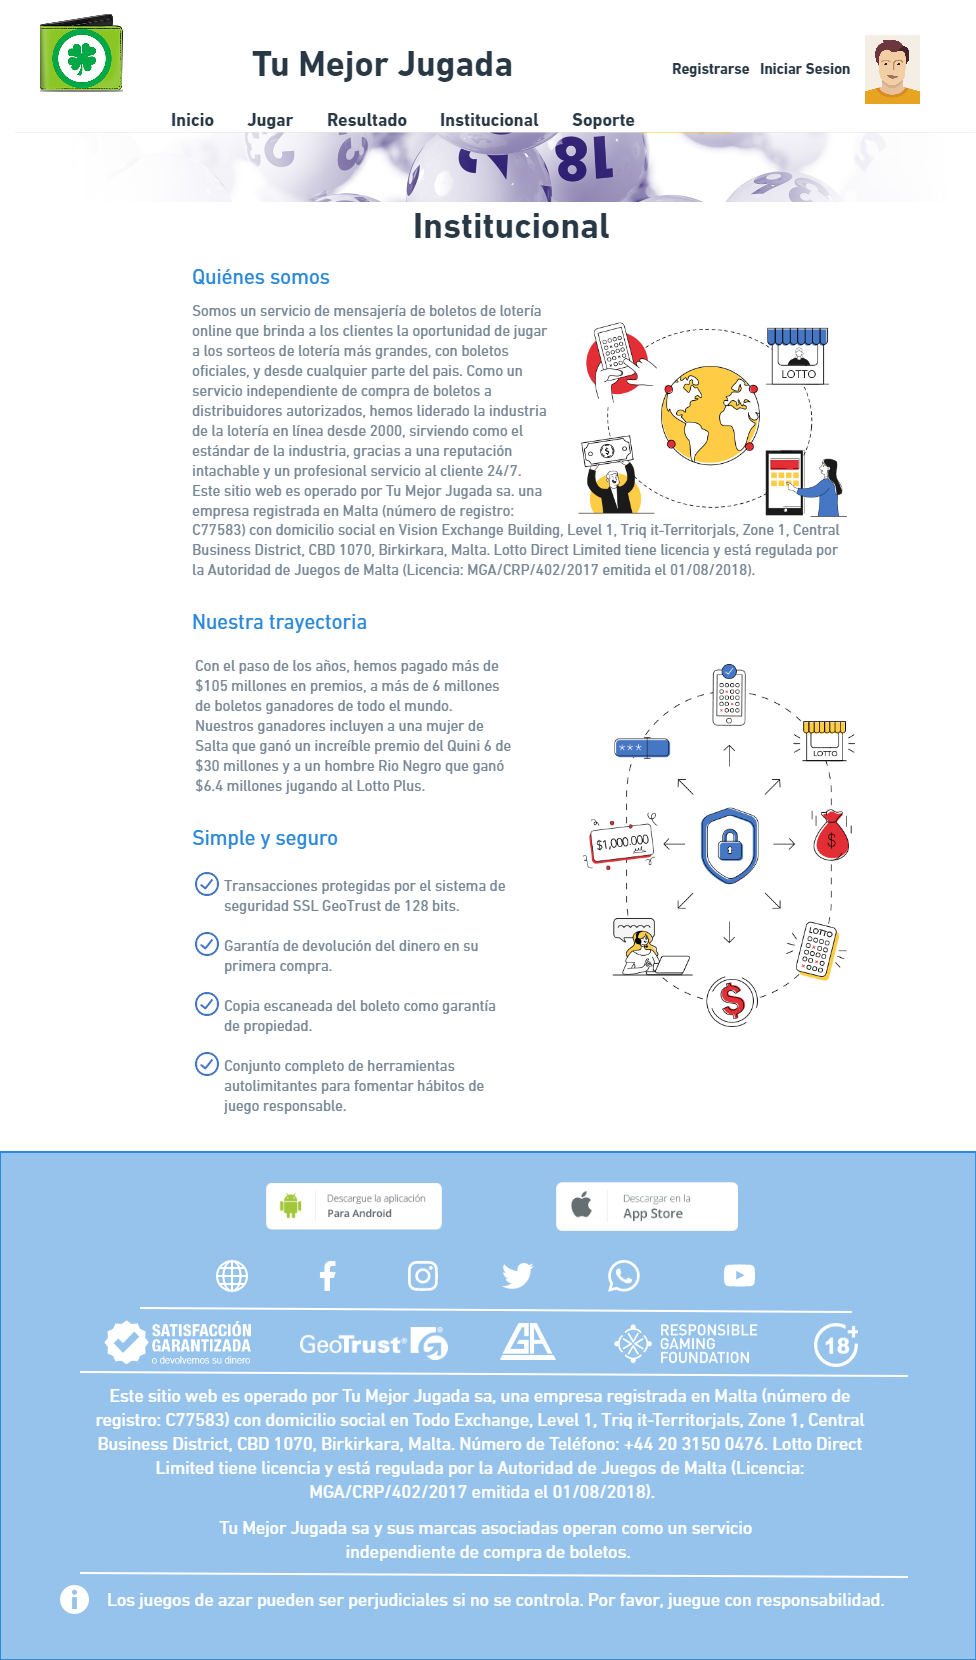 Tu Mejor Jugada
Registrarse Iniciar Sesion
Inicio Jugar Resultado Institucional Soporte
18
Institucional
Quiénes somos
Somos un servicio de mensajería de boletos de lotería
online que brinda a los clientes la oportunidad de jugar
a los sorteos de lotería más grandes, con boletos
oficiales, y desde cualquier parte del pais. Como un
servicio independiente de compra de boletos a
distribuidores autorizados, hemos liderado la industria
de la lotería en línea desde 2000, sirviendo como el
estándar de la industria, gracias a una reputación
intachable y un profesional servicio al cliente 24/7.
Este sitio web es operado por Tu Mejor Jugada sa. una
empresa registrada en Malta (número de registro:
C77583) con domicilio social en Vision Exchange Building, Level 1, Triq it-Territorjals, Zone 1, Central
Business District, CBD 1070, Birkirkara, Malta. Lotto Direct Limited tiene licencia y está regulada por
la Autoridad de Juegos de Malta (Licencia: MGA/CRP/402/2017 emitida el 01/08/2018).
LOTTO
$
Nuestra trayectoria
Con el paso de los años, hemos pagado más de
$105 millones en premios, a más de 6 millones
de boletos ganadores de todo el mundo.
Nuestros ganadores incluyen a una mujer de
Salta que ganó un increíble premio del Quini 6 de
$30 millones y a un hombre Rio Negro que ganó
$6.4 millones jugando al Lotto Plus.
***
LOTTO
$1,000.000
$
LOTTO
$
Simple y seguro
Transacciones protegidas por el sistema de
seguridad SSL GeoTrust de 128 bits.
Garantía de devolución del dinero en su
primera compra.
Copia escaneada del boleto como garantía
de propiedad.
Conjunto completo de herramientas
autolimitantes para fomentar hábitos de
juego responsable.
Descargue la aplicación
Para Android
Descargar en la
App Store
SATISFACCIÓN
GARANTIZADA
o devolvemos su dinero
GeoTrust®
GA
RESPONSIBLE
GAMING
FOUNDATION
18+
Este sitio web es operado por Tu Mejor Jugada sa, una empresa registrada en Malta (número de
registro: C77583) con domicilio social en Todo Exchange, Level 1, Triq it-Territorjals, Zone 1, Central
Business District, CBD 1070, Birkirkara, Malta. Número de Teléfono: +44 20 3150 0476. Lotto Direct
Limited tiene licencia y está regulada por la Autoridad de Juegos de Malta (Licencia:
MGA/CRP/402/2017 emitida el 01/08/2018).
Tu Mejor Jugada sa y sus marcas asociadas operan como un servicio
independiente de compra de boletos.
Los juegos de azar pueden ser perjudiciales si no se controla. Por favor, juegue con responsabilidad.